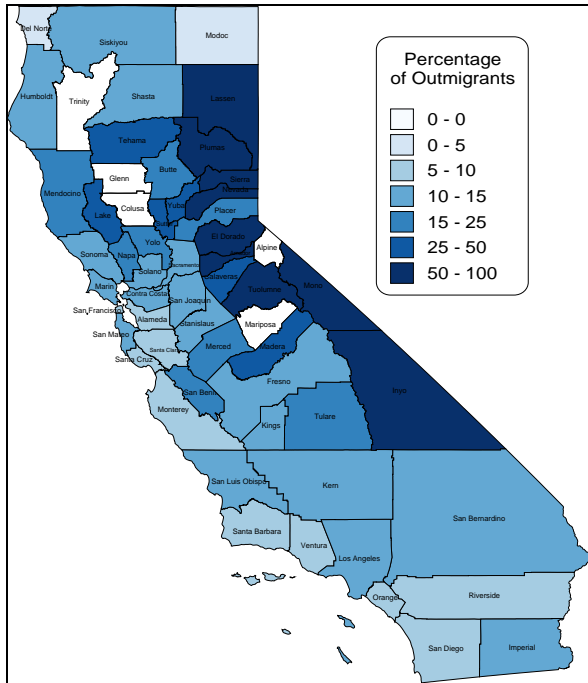 Del Norte
Siskiyou
Modoc
Humboldt
Trinity
Shasta
Lassen
Tehama
Plumas
Glenn
Butte
Sierra
Nevada
Mendocino
Colusa
Yuba
Lake
Placer
El Dorado
Alpine
Sonoma
Napa
Yolo
Sacramento
Solano
Calaveras
Tuolumne
Mono
Marin
Contra Costa
San Joaquin
San Francisco
Alameda
Stanislaus
Mariposa
San Mateo
Santa Clara
Merced
Madera
Santa Cruz
San Benito
Fresno
Inyo
Monterey
Kings
Tulare
San Luis Obispo
Kern
San Bernardino
Santa Barbara
Ventura
Los Angeles
Orange
Riverside
San Diego
Imperial
Percentage
of Outmigrants
0 - 0
0 - 5
5 - 10
10 - 15
15 - 25
25 - 50
50 - 100